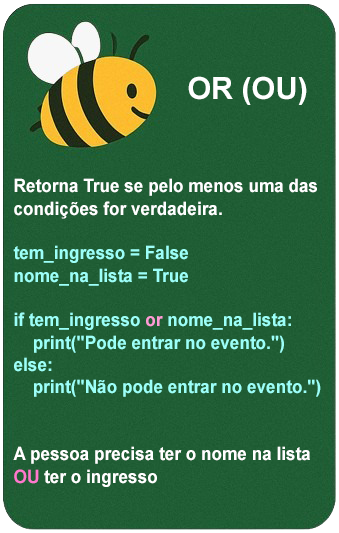 OR (OU)
Retorna True se pelo menos uma das
condições for verdadeira.
tem_ingresso = False
nome_na_lista = True
if tem_ingresso or nome_na_lista:
    print("Pode entrar no evento.")
else:
    print("Não pode entrar no evento.")
A pessoa precisa ter o nome na lista
OU ter o ingresso